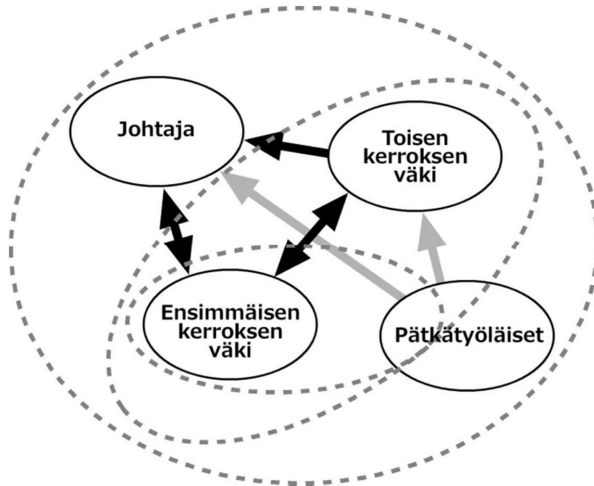 Johtaja
Toisen
kerroksen
väki
Ensimmäisen
kerroksen
väki
Pätkätyöläiset